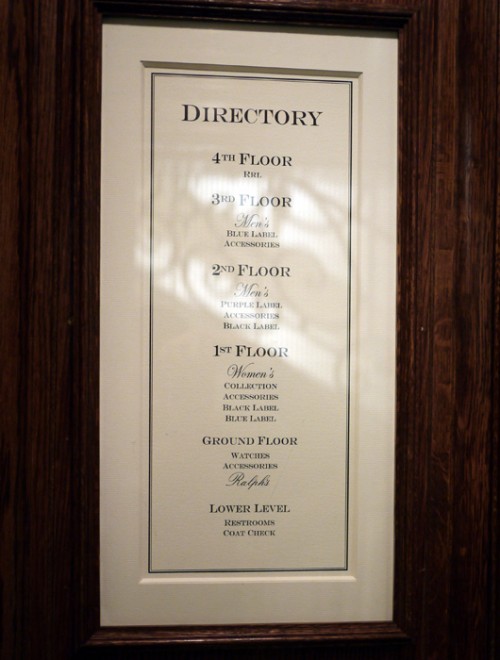 DIRECTORY
4TH FLOOR
RRL
3RD FLOOR
Men's
BLUE LABEL
ACCESSORIES
2ND FLOOR
Men's
PURPLE LABEL
ACCESSORIES
BLACK LABEL
1ST FLOOR
Women's
COLLECTION
ACCESSORIES
BLACK LABEL
BLUE LABEL
GROUND FLOOR
WATCHES
ACCESSORIES
Ralph's
LOWER LEVEL
RESTROOMS
COAT CHECK